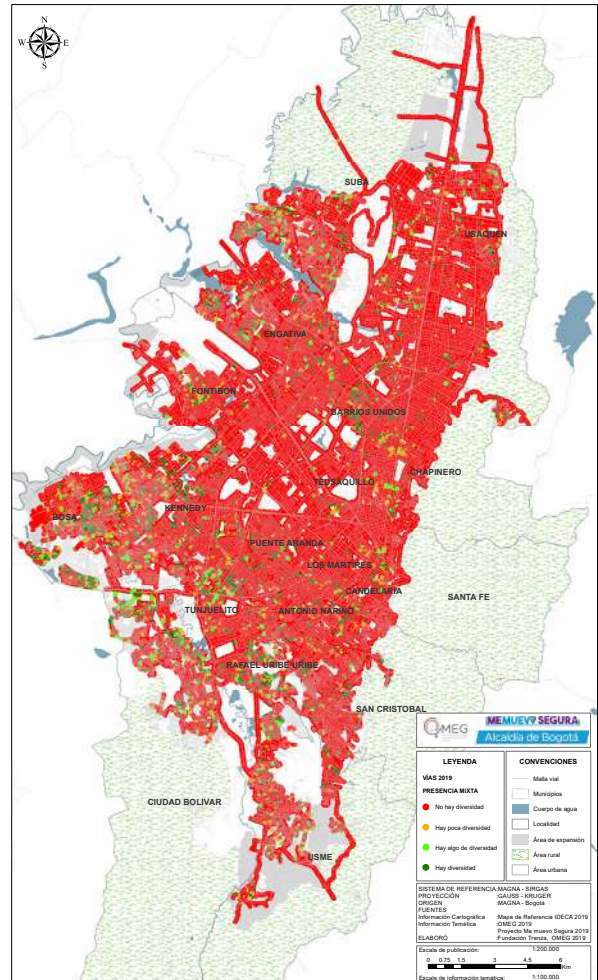 N
W E
S
SUBA
USAQUEN
ENGATIVA
FONTIBON
BARRIOS UNIDOS
CHAPINERO
TEUSAQUILLO
KENNEDY
BOSA
PUENTE ARANDA
LOS MARTIRES
CANDELARIA
SANTA FE
TUNJUELITO
ANTONIO NARIÑO
RAFAEL URIBE URIBE
SAN CRISTOBAL
CIUDAD BOLIVAR
USME
OMEG
ME MUEVO SEGURA
Alcaldía de Bogotá
LEYENDA
VÍAS 2019
PRESENCIA MIXTA
No hay diversidad
Hay poca diversidad
Hay algo de diversidad
Hay diversidad
CONVENCIONES
Malla vial
Municipios
Cuerpo de agua
Localidad
Área de expansión
Área rural
Área urbana
SISTEMA DE REFERENCIA:MAGNA - SIRGAS
PROYECCIÓN :GAUSS - KRUGER
ORIGEN :MAGNA - Bogotá
FUENTES
Información Cartográfica :Mapa de Referencia IDECA 2019
Información Temática :OMEG 2019
Proyecto Me muevo Segura 2019
ELABORÓ :Fundación Trenza, OMEG 2019
Escala de publicación: 1:200.000
0 0.75 1.5 3 4.5 6
Km
Escala de información temática: 1:100.000